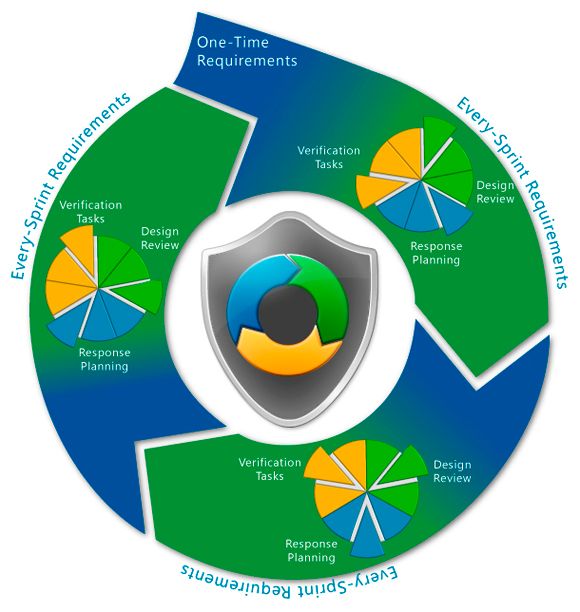 One-Time
Requirements
Every-Sprint Requirements
Verification
Tasks
Design
Review
Response
Planning
Every-Sprint Requirements
Verification
Tasks
Design
Review
Response
Planning
Verification
Tasks
Design
Review
Response
Planning
Every-Sprint Requirements